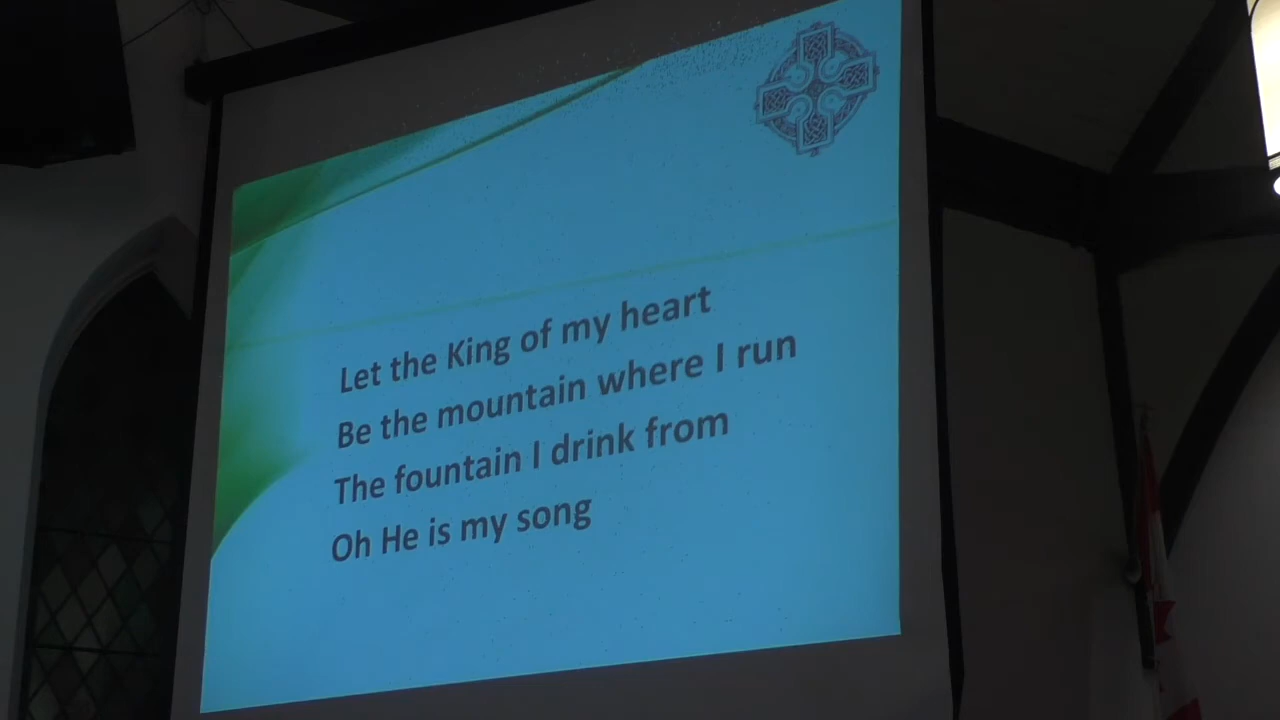 Let the King of my heart
Be the mountain where I run
The fountain I drink from
Oh He is my song